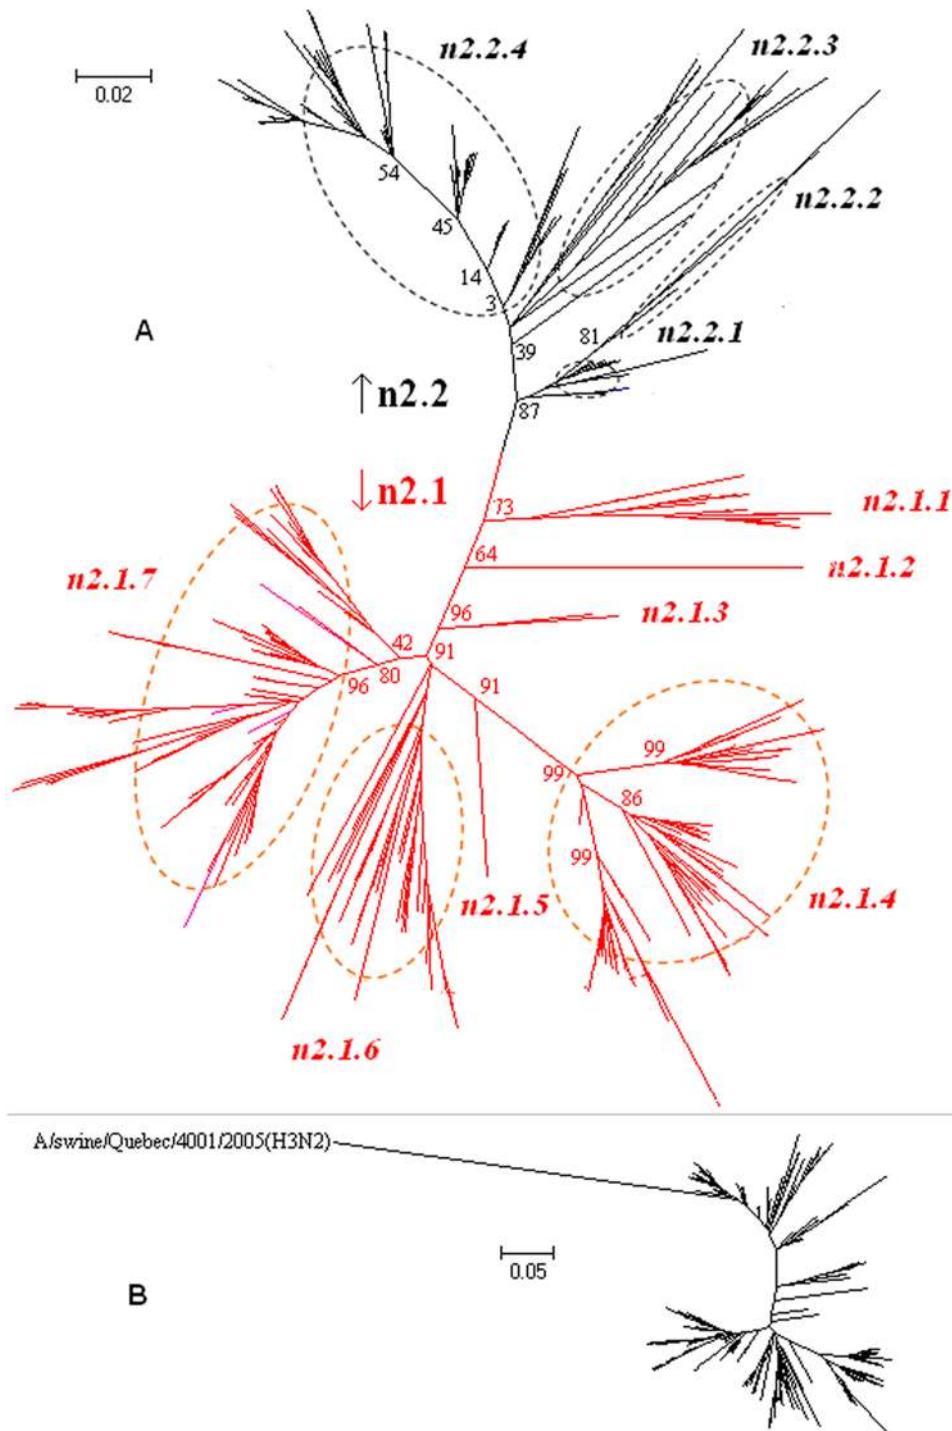 n2.2.4
n2.2.3
0.02
54
n2.2.2
45
14
3
A
39
81
n2.2.1
↑n2.2
87
↓n2.1
73
n2.1.1
64
n2.1.2
n2.1.7
96
n2.1.3
42
91
96
80
91
99
99
86
99
n2.1.5
n2.1.4
n2.1.6
A/swine/Quebec/4001/2005(H3N2)
0.05
B